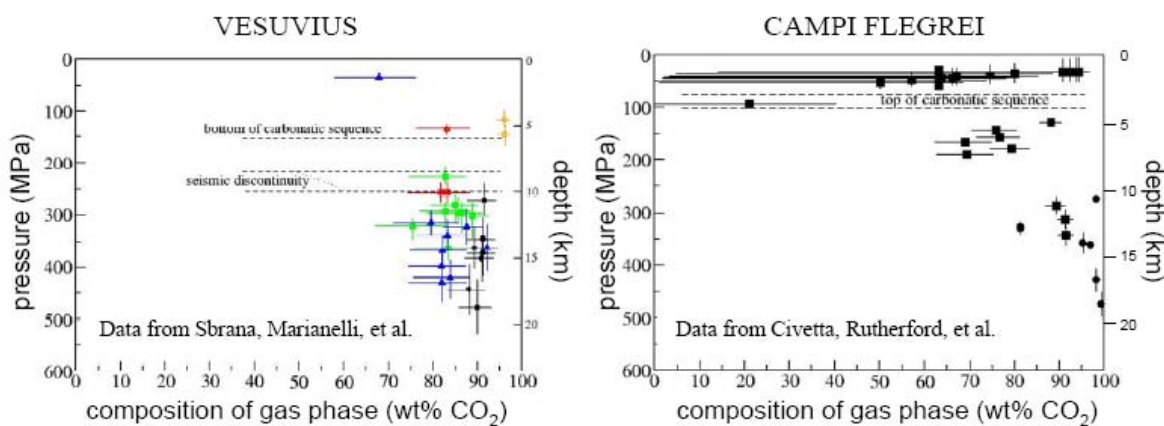 VESUVIUS
0
100
200
300
400
500
600
pressure (MPa)
bottom of carbonatic sequence
seismic discontinuity
Data from Sbrana, Marianelli, et al.
0
5
10
15
20
depth (km)
0 10 20 30 40 50 60 70 80 90 100
composition of gas phase (wt% CO2)
CAMPI FLEGREI
0
100
200
300
400
500
600
pressure (MPa)
top of carbonatic sequence
Data from Civetta, Rutherford, et al.
0
5
10
15
20
depth (km)
0 10 20 30 40 50 60 70 80 90 100
composition of gas phase (wt% CO2)